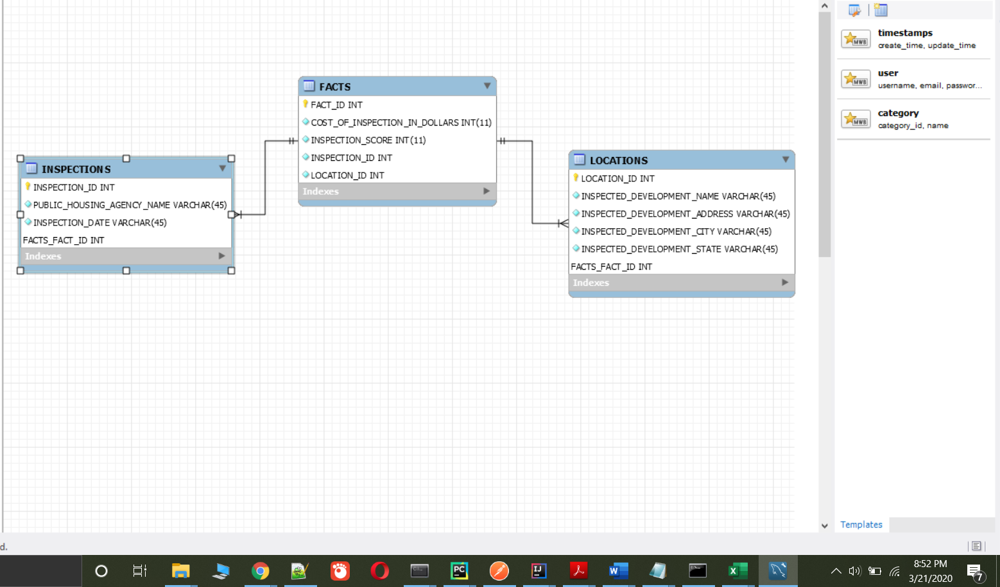 FACTS
FACT_ID INT
COST_OF_INSPECTION_IN_DOLLARS INT(11)
INSPECTION_SCORE INT(11)
INSPECTION_ID INT
LOCATION_ID INT
Indexes
INSPECTIONS
INSPECTION_ID INT
PUBLIC_HOUSING_AGENCY_NAME VARCHAR(45)
INSPECTION_DATE VARCHAR(45)
FACTS_FACT_ID INT
Indexes
LOCATIONS
LOCATION_ID INT
INSPECTED_DEVELOPMENT_NAME VARCHAR(45)
INSPECTED_DEVELOPMENT_ADDRESS VARCHAR(45)
INSPECTED_DEVELOPMENT_CITY VARCHAR(45)
INSPECTED_DEVELOPMENT_STATE VARCHAR(45)
FACTS_FACT_ID INT
Indexes
MWB
timestamps
create_time, update_time
MWB
user
username, email, passwor...
MWB
category
category_id, name
Templates
d.
PC
IJ
W
X
8:52 PM
3/21/2020
7